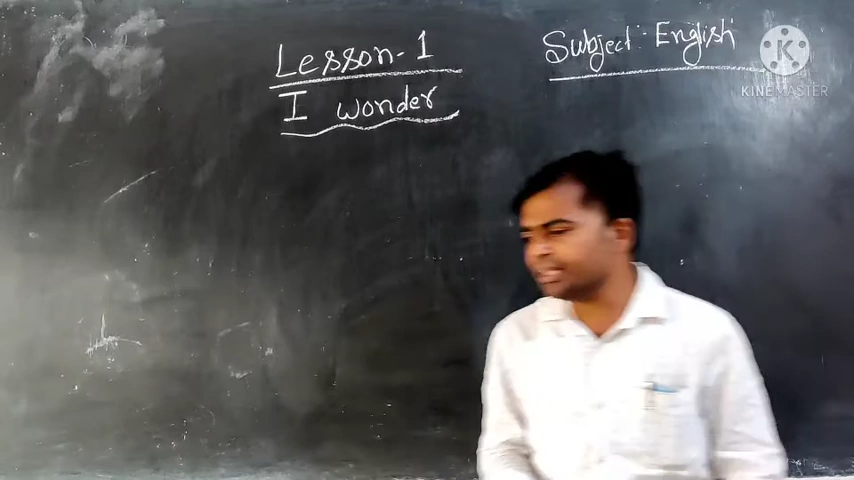 Lesson-1
Subject:- English
I wonder
K
KINEMASTER